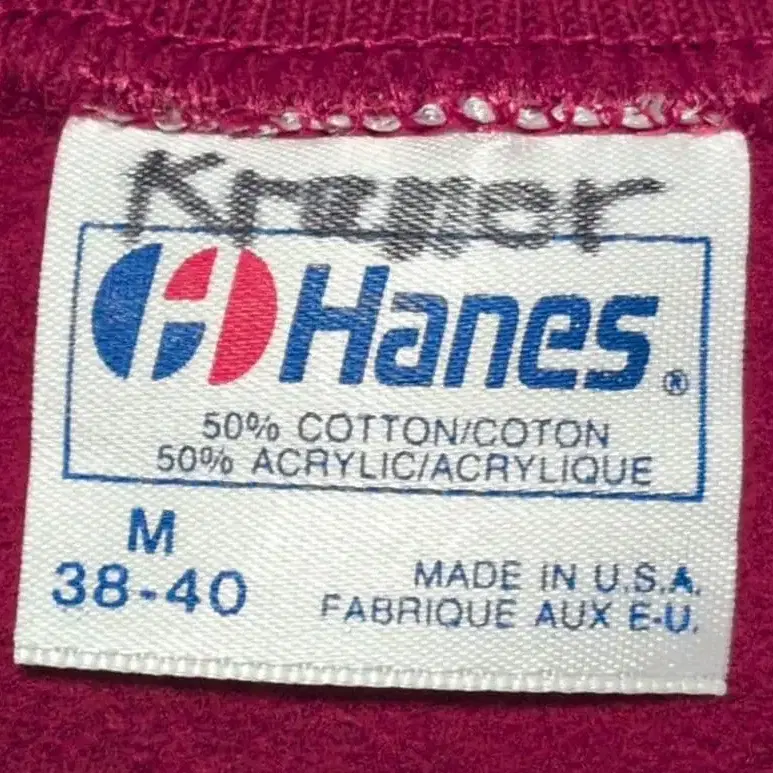 Hanes®
50% COTTON/COTON
50% ACRYLIC/ACRYLIQUE
M
38-40
MADE IN U.S.A.
FABRIQUE AUX E-U.